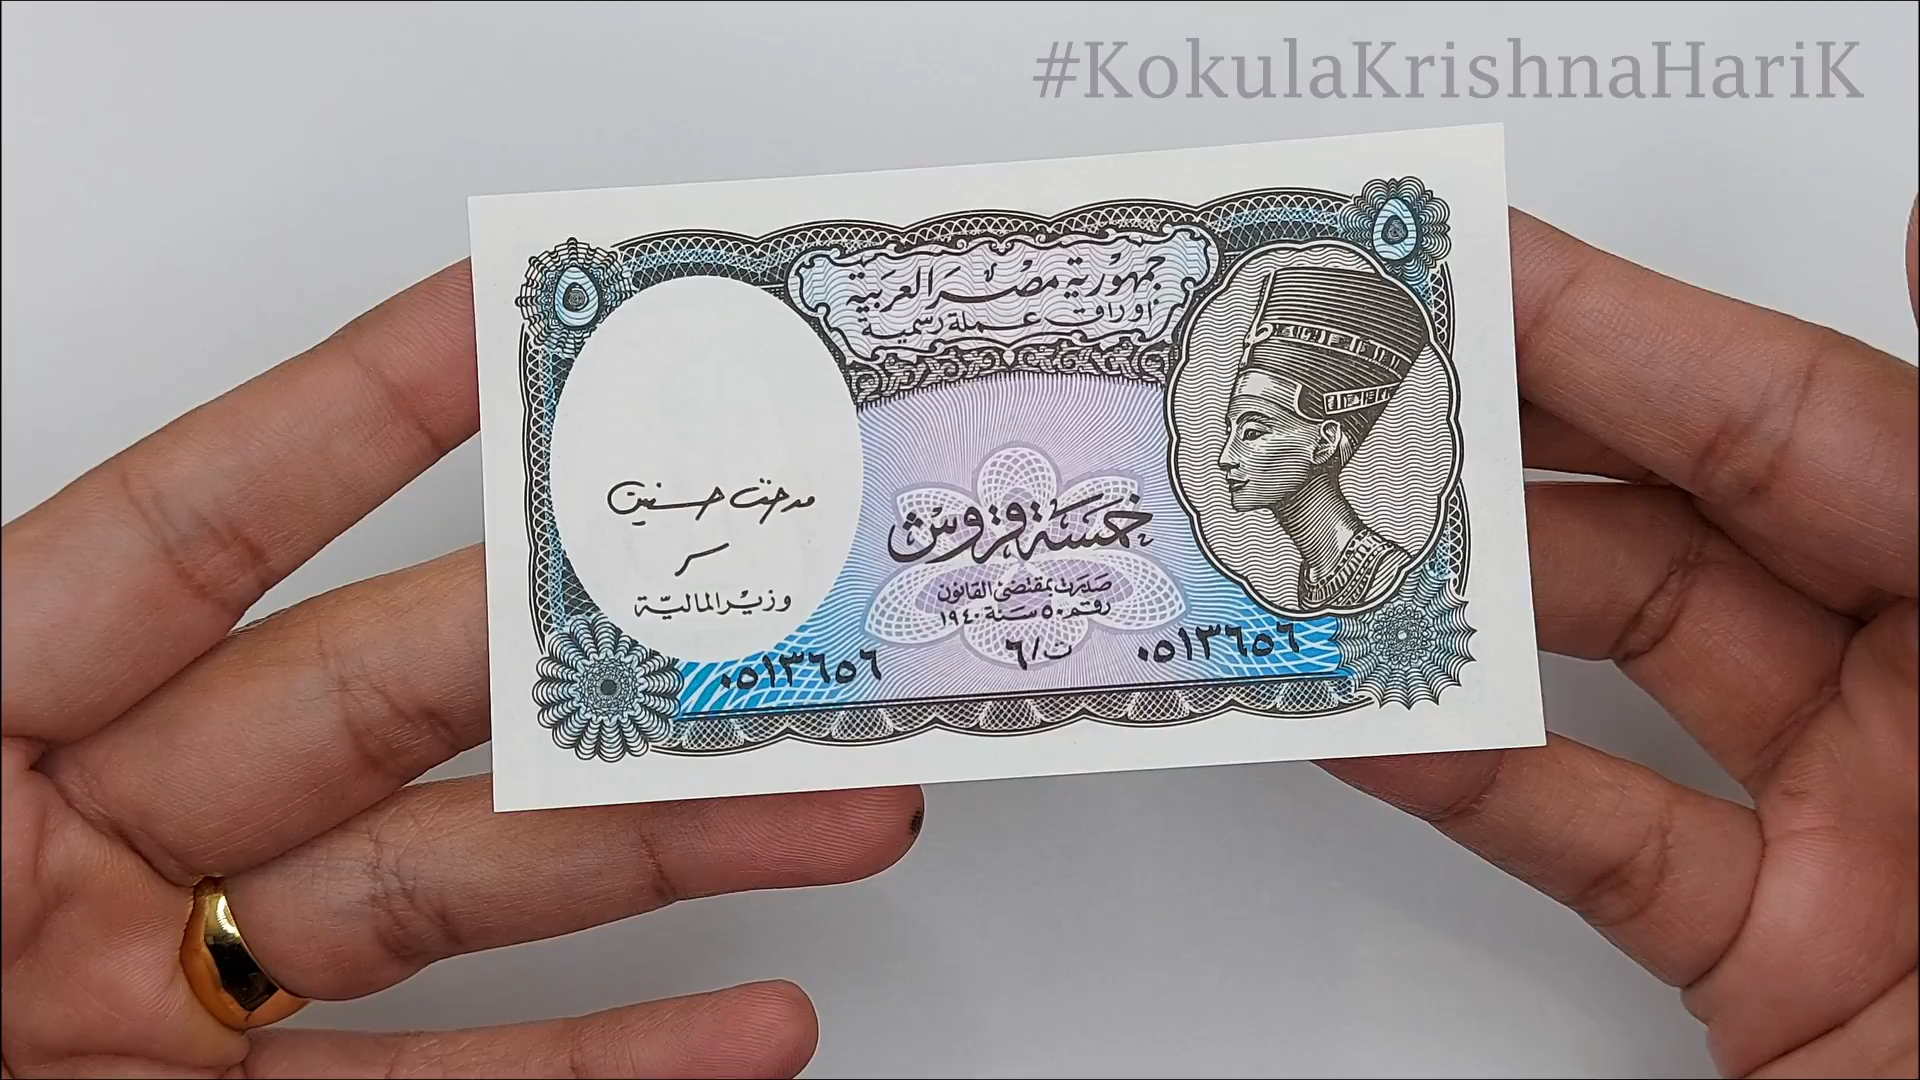 #KokulaKrishnaHariK
٥
٥
جمهورية مصر العربية
أوراق عملة رسمية
خمسة قروش
صدرت بمقتضى القانون
رقم ٥٠ سنة ١٩٤٠
مدحت حسنين
وزير المالية
٠٥١٣٦٥٦
٦/ت
٠٥١٣٦٥٦